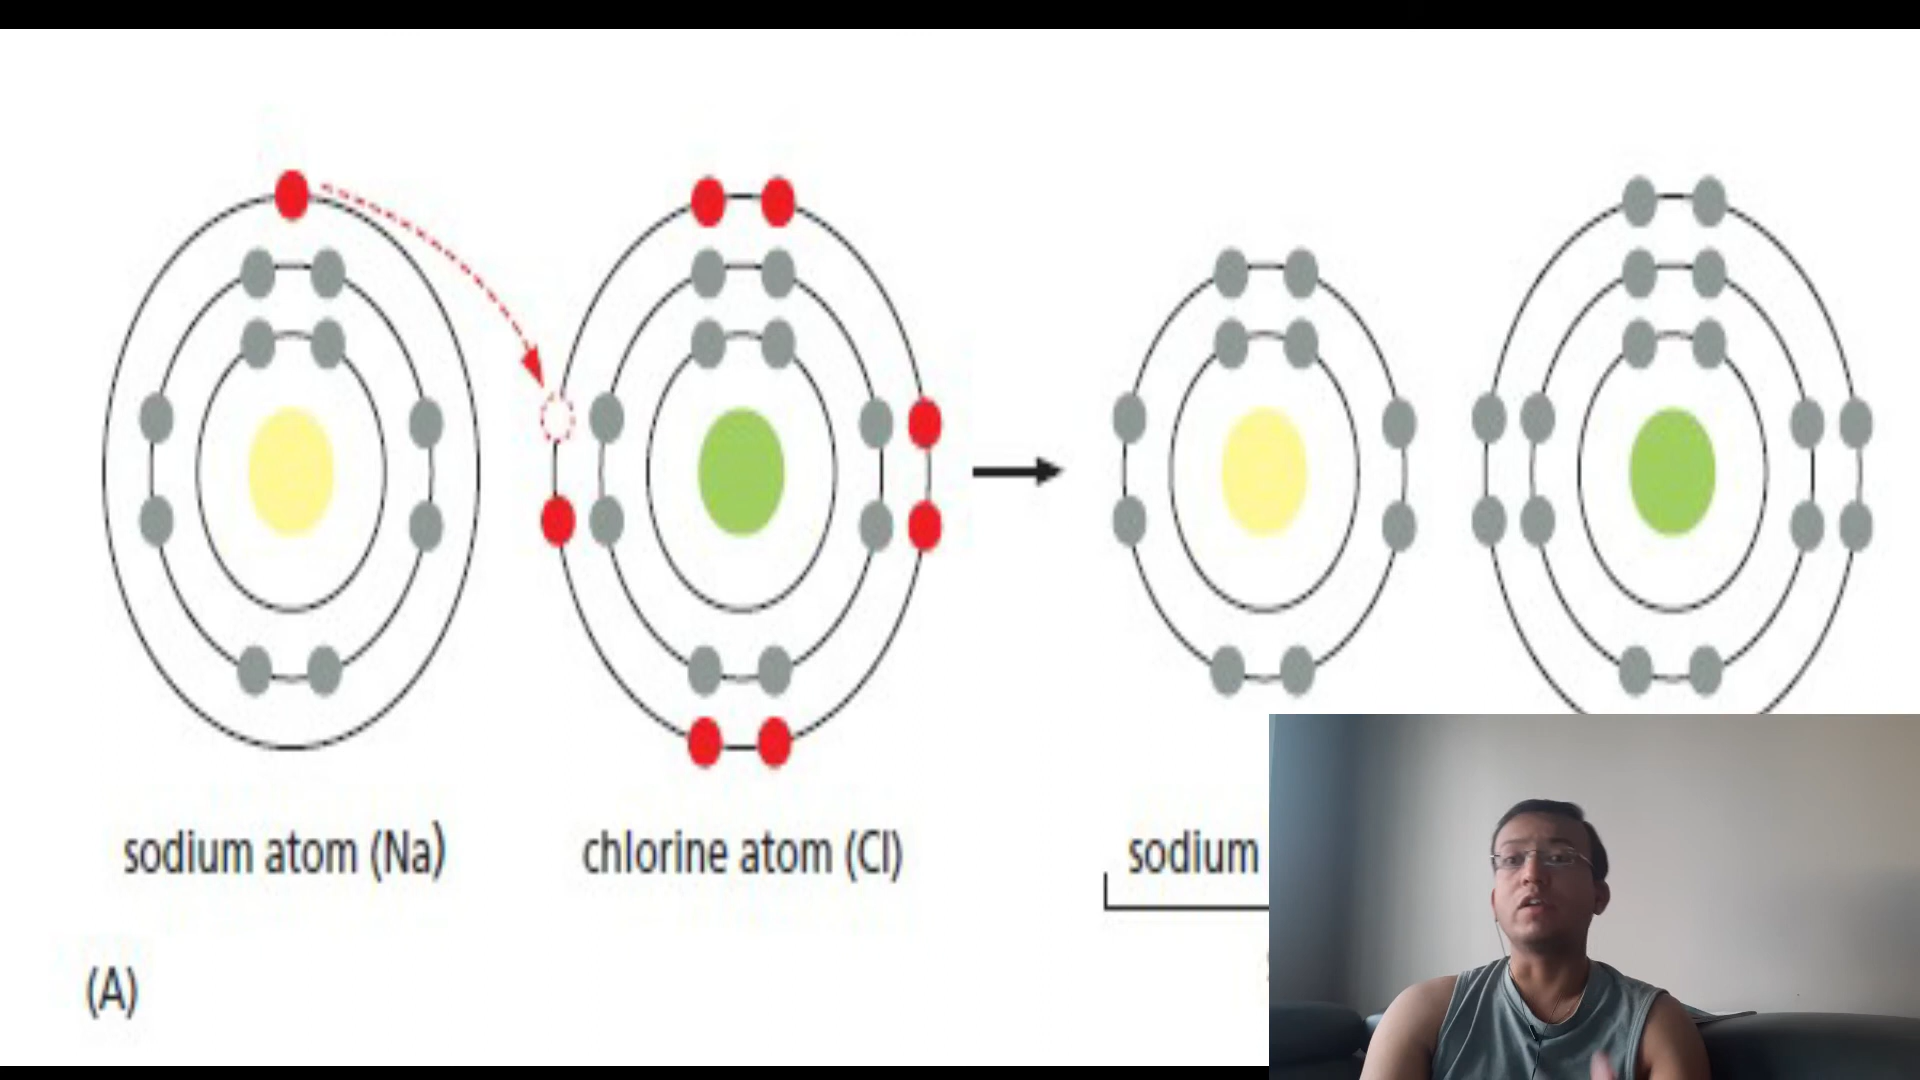 sodium atom (Na) chlorine atom (Cl) sodium
(A)